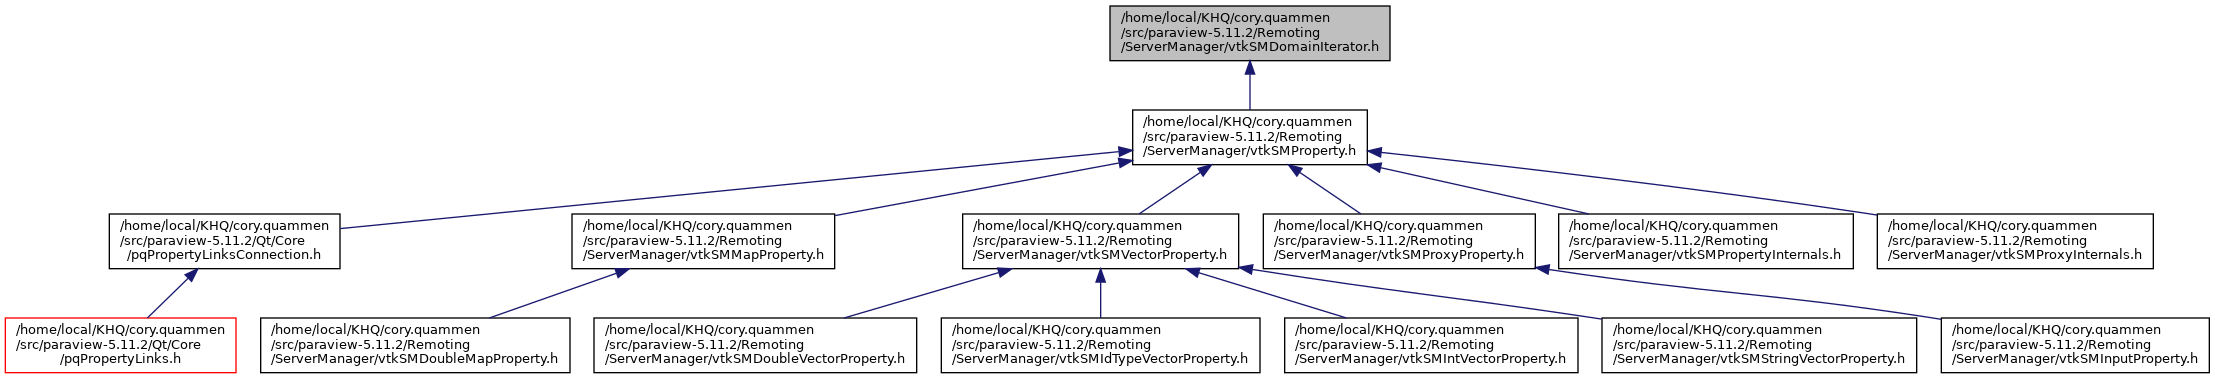 /home/local/KHQ/cory.quammen
/src/paraview-5.11.2/Remoting
/ServerManager/vtkSMDomainIterator.h
/home/local/KHQ/cory.quammen
/src/paraview-5.11.2/Remoting
/ServerManager/vtkSMProperty.h
/home/local/KHQ/cory.quammen
/src/paraview-5.11.2/Qt/Core
/pqPropertyLinksConnection.h
/home/local/KHQ/cory.quammen
/src/paraview-5.11.2/Remoting
/ServerManager/vtkSMMapProperty.h
/home/local/KHQ/cory.quammen
/src/paraview-5.11.2/Remoting
/ServerManager/vtkSMVectorProperty.h
/home/local/KHQ/cory.quammen
/src/paraview-5.11.2/Remoting
/ServerManager/vtkSMProxyProperty.h
/home/local/KHQ/cory.quammen
/src/paraview-5.11.2/Remoting
/ServerManager/vtkSMPropertyInternals.h
/home/local/KHQ/cory.quammen
/src/paraview-5.11.2/Remoting
/ServerManager/vtkSMProxyInternals.h
/home/local/KHQ/cory.quammen
/src/paraview-5.11.2/Qt/Core
/pqPropertyLinks.h
/home/local/KHQ/cory.quammen
/src/paraview-5.11.2/Remoting
/ServerManager/vtkSMDoubleMapProperty.h
/home/local/KHQ/cory.quammen
/src/paraview-5.11.2/Remoting
/ServerManager/vtkSMDoubleVectorProperty.h
/home/local/KHQ/cory.quammen
/src/paraview-5.11.2/Remoting
/ServerManager/vtkSMIdTypeVectorProperty.h
/home/local/KHQ/cory.quammen
/src/paraview-5.11.2/Remoting
/ServerManager/vtkSMIntVectorProperty.h
/home/local/KHQ/cory.quammen
/src/paraview-5.11.2/Remoting
/ServerManager/vtkSMStringVectorProperty.h
/home/local/KHQ/cory.quammen
/src/paraview-5.11.2/Remoting
/ServerManager/vtkSMInputProperty.h